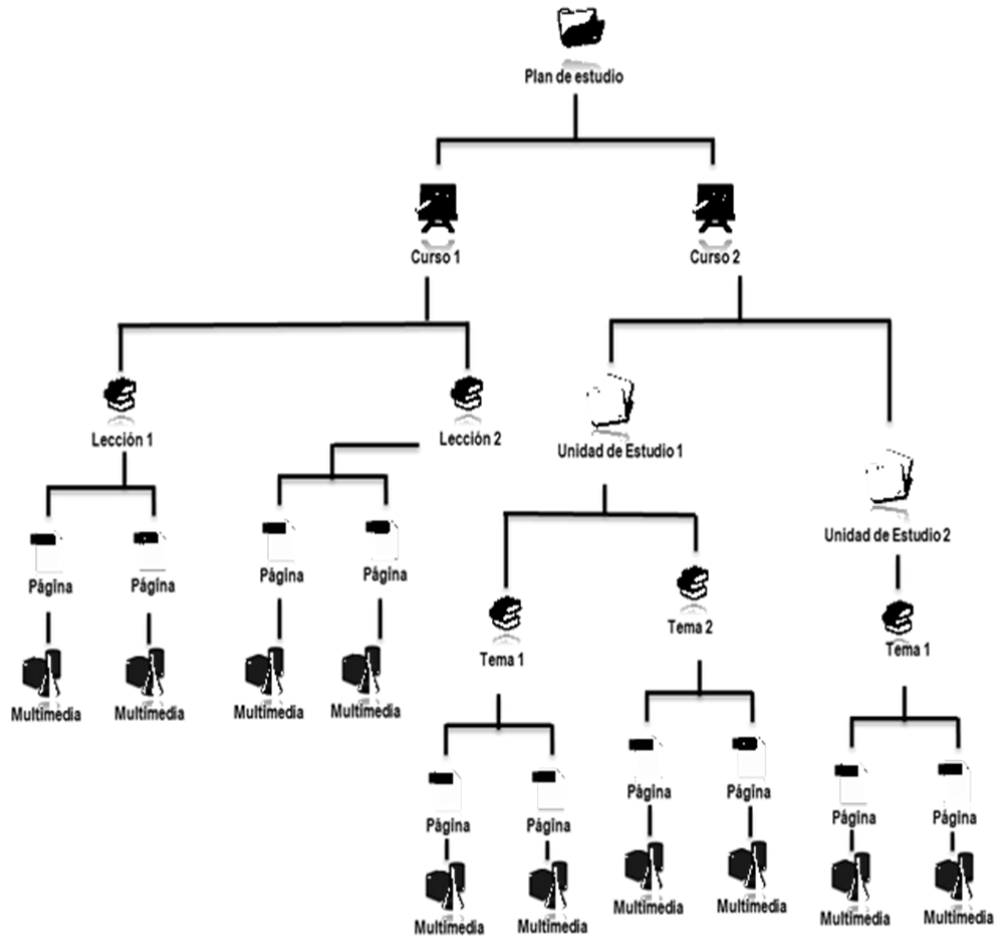 Plan de estudio
Curso 1
Curso 2
Lección 1
Lección 2
Unidad de Estudio 1
Unidad de Estudio 2
Página
Página
Página
Página
Tema 1
Tema 2
Tema 1
Multimedia
Multimedia
Multimedia
Multimedia
Página
Página
Página
Página
Página
Página
Multimedia
Multimedia
Multimedia
Multimedia
Multimedia
Multimedia